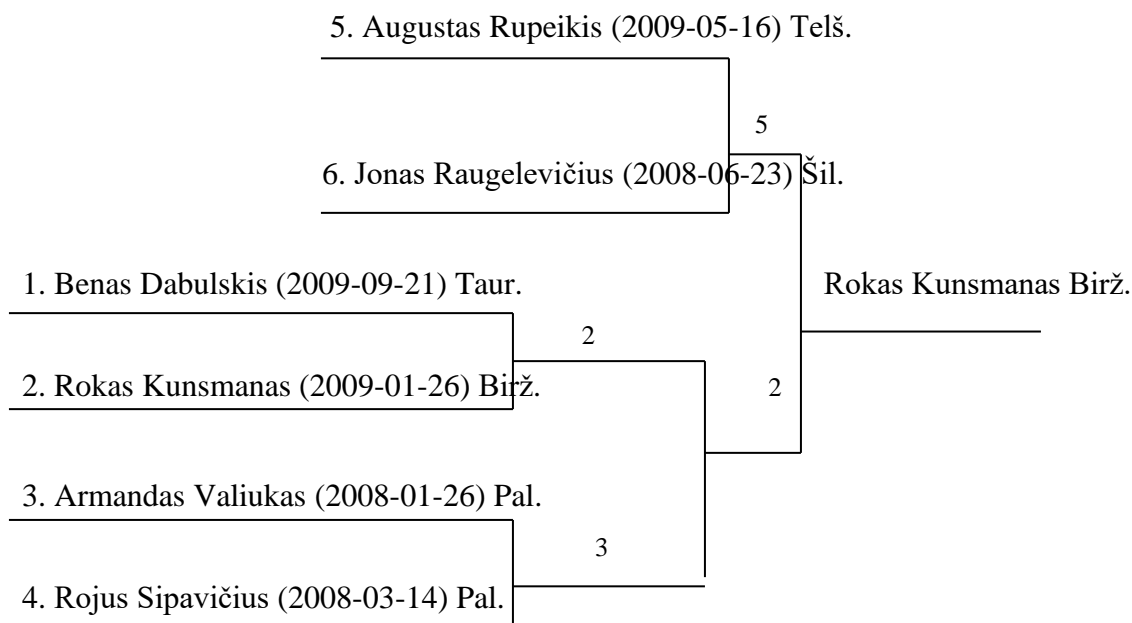 5. Augustas Rupeikis (2009-05-16) Telš.
5
6. Jonas Raugelevičius (2008-06-23) Šil.
1. Benas Dabulskis (2009-09-21) Taur.
Rokas Kunsmanas Birž.
2
2. Rokas Kunsmanas (2009-01-26) Birž.
2
3. Armandas Valiukas (2008-01-26) Pal.
3
4. Rojus Sipavičius (2008-03-14) Pal.